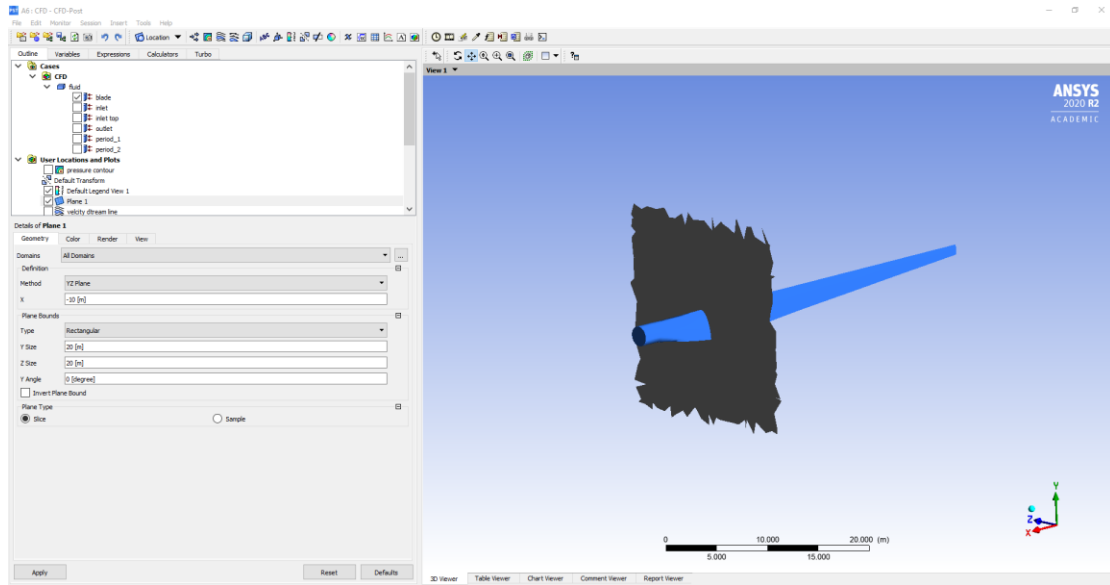 A6 : CFD - CFD-Post
File Edit Monitor Session Insert Tools Help
Location
Outline Variables Expressions Calculators Turbo
Cases
CFD
fluid
blade
inlet
inlet top
outlet
period_1
period_2
User Locations and Plots
pressure contour
Default Transform
Default Legend View 1
Plane 1
velcity dtream line
Details of Plane 1
Geometry Color Render View
Domains All Domains ...
Definition
Method YZ Plane
X -10 [m]
Plane Bounds
Type Rectangular
Y Size 20 [m]
Z Size 20 [m]
Y Angle 0 [degree]
Invert Plane Bound
Plane Type
Slice Sample
Apply Reset Defaults
View 1
ANSYS
2020 R2
ACADEMIC
Y
Z
X
0 10.000 20.000 (m)
5.000 15.000
3D Viewer Table Viewer Chart Viewer Comment Viewer Report Viewer